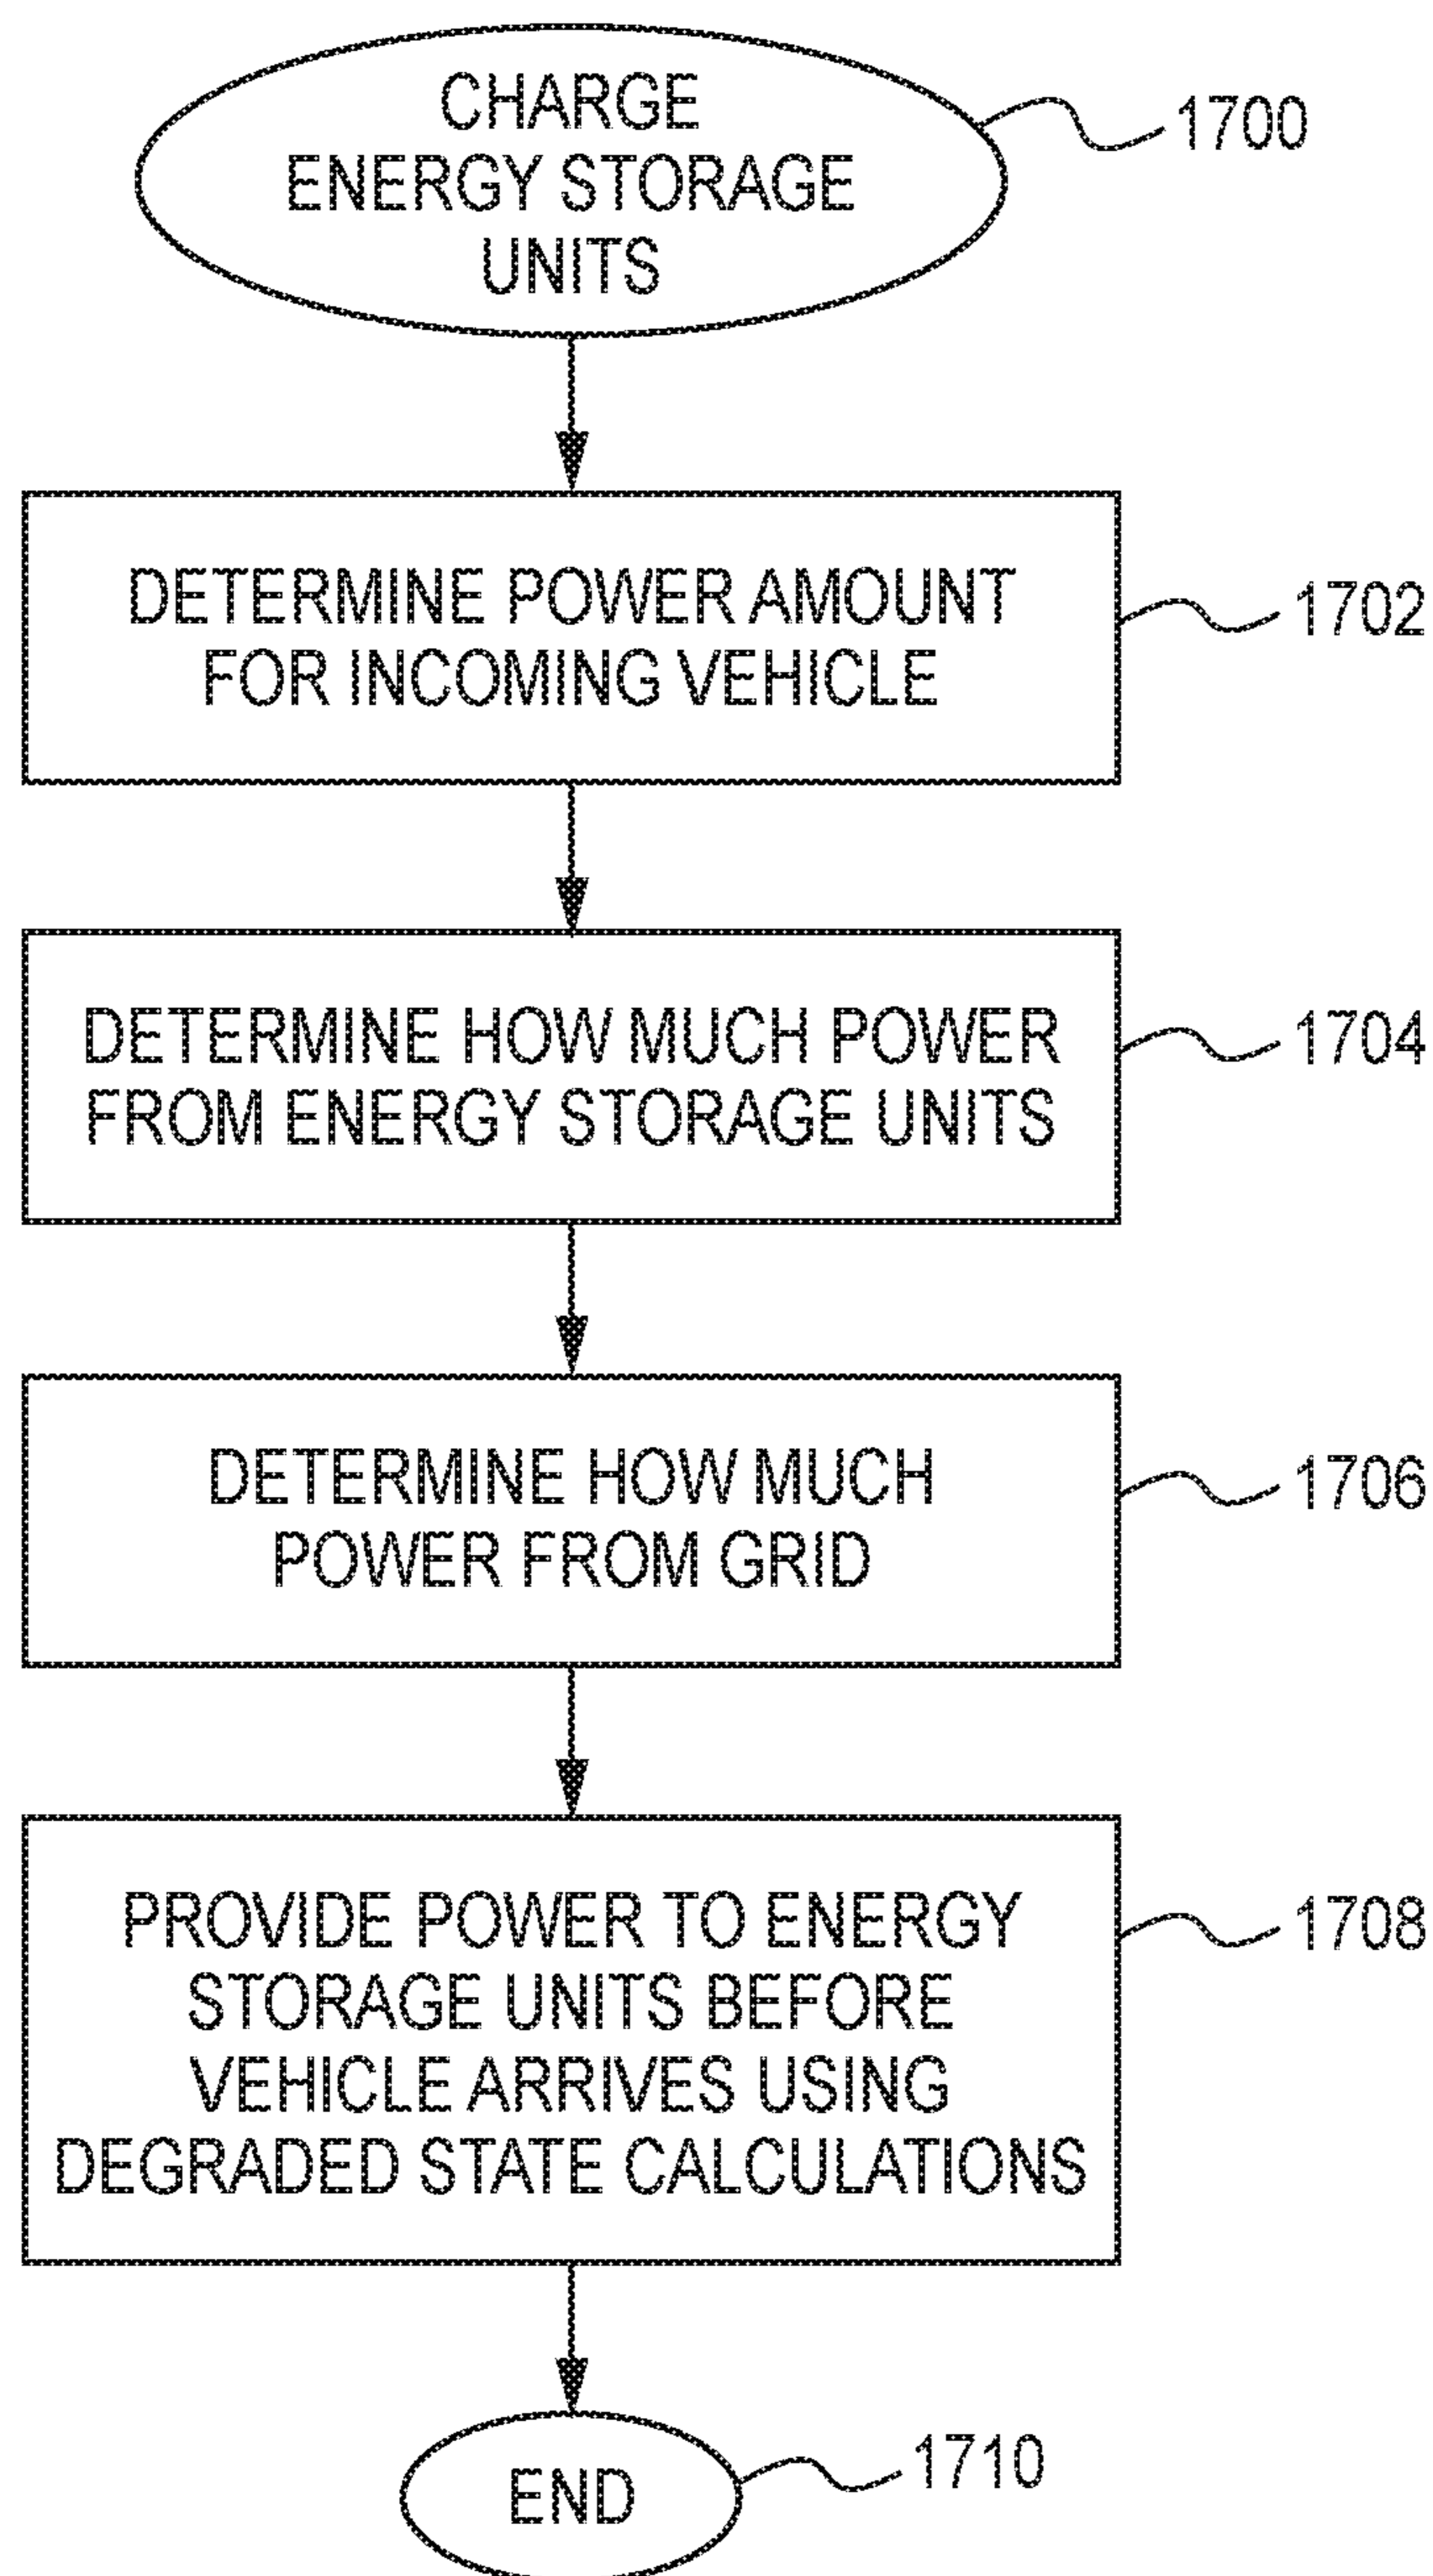 CHARGE
ENERGY STORAGE
UNITS
1700
DETERMINE POWER AMOUNT
FOR INCOMING VEHICLE
1702
DETERMINE HOW MUCH POWER
FROM ENERGY STORAGE UNITS
1704
DETERMINE HOW MUCH
POWER FROM GRID
1706
PROVIDE POWER TO ENERGY
STORAGE UNITS BEFORE
VEHICLE ARRIVES USING
DEGRADED STATE CALCULATIONS
1708
END
1710